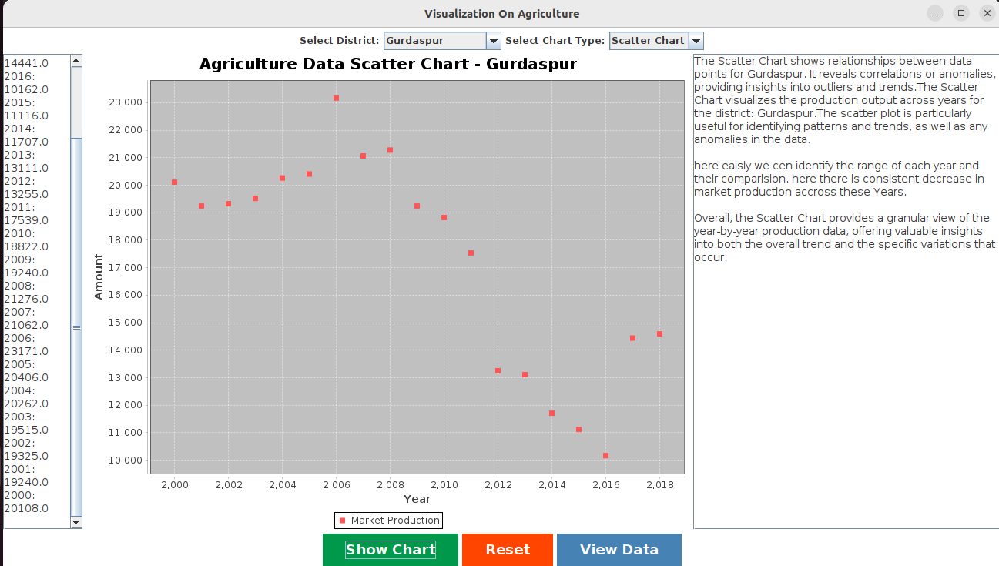 Visualization On Agriculture
Select District: Gurdaspur Select Chart Type: Scatter Chart
14441.0
2016:
10162.0
2015:
11116.0
2014:
11707.0
2013:
13111.0
2012:
13255.0
2011:
17539.0
2010:
18822.0
2009:
19240.0
2008:
21276.0
2007:
21062.0
2006:
23171.0
2005:
20406.0
2004:
20262.0
2003:
19515.0
2002:
19325.0
2001:
19240.0
2000:
20108.0
Agriculture Data Scatter Chart - Gurdaspur
Amount
23,000
22,000
21,000
20,000
19,000
18,000
17,000
16,000
15,000
14,000
13,000
12,000
11,000
10,000
2,000 2,002 2,004 2,006 2,008 2,010 2,012 2,014 2,016 2,018
Year
Market Production
The Scatter Chart shows relationships between data
points for Gurdaspur. It reveals correlations or anomalies,
providing insights into outliers and trends.The Scatter
Chart visualizes the production output across years for
the district: Gurdaspur.The scatter plot is particularly
useful for identifying patterns and trends, as well as any
anomalies in the data.
here eaisly we cen identify the range of each year and
their comparision. here there is consistent decrease in
market production accross these Years.
Overall, the Scatter Chart provides a granular view of the
year-by-year production data, offering valuable insights
into both the overall trend and the specific variations that
occur.
Show Chart Reset View Data